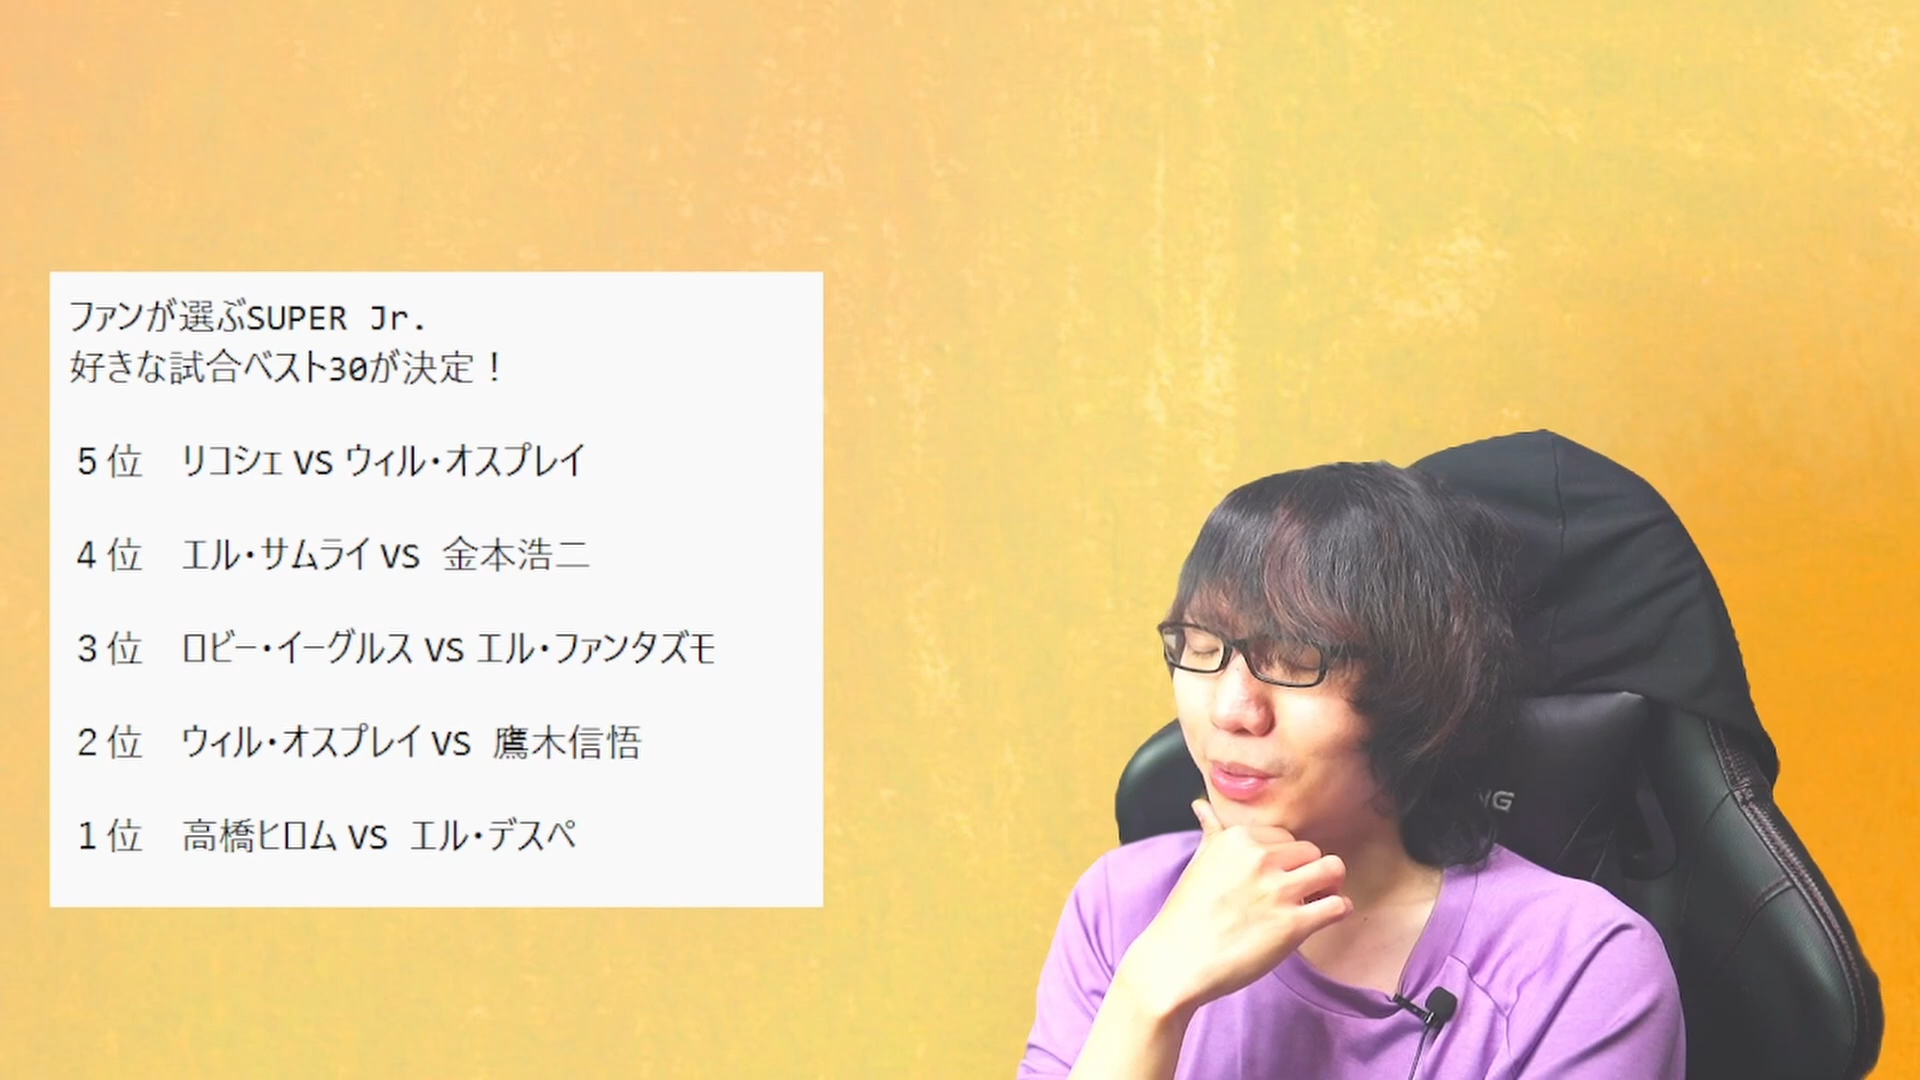 ファンが選ぶSUPER Jr.
好きな試合ベスト30が決定！
５位　リコシェ VS ウィル・オスプレイ
４位　エル・サムライ VS 金本浩二
３位　ロビー・イーグルス VS エル・ファンタズモ
２位　ウィル・オスプレイ VS 鷹木信悟
１位　高橋ヒロム VS エル・デスペ